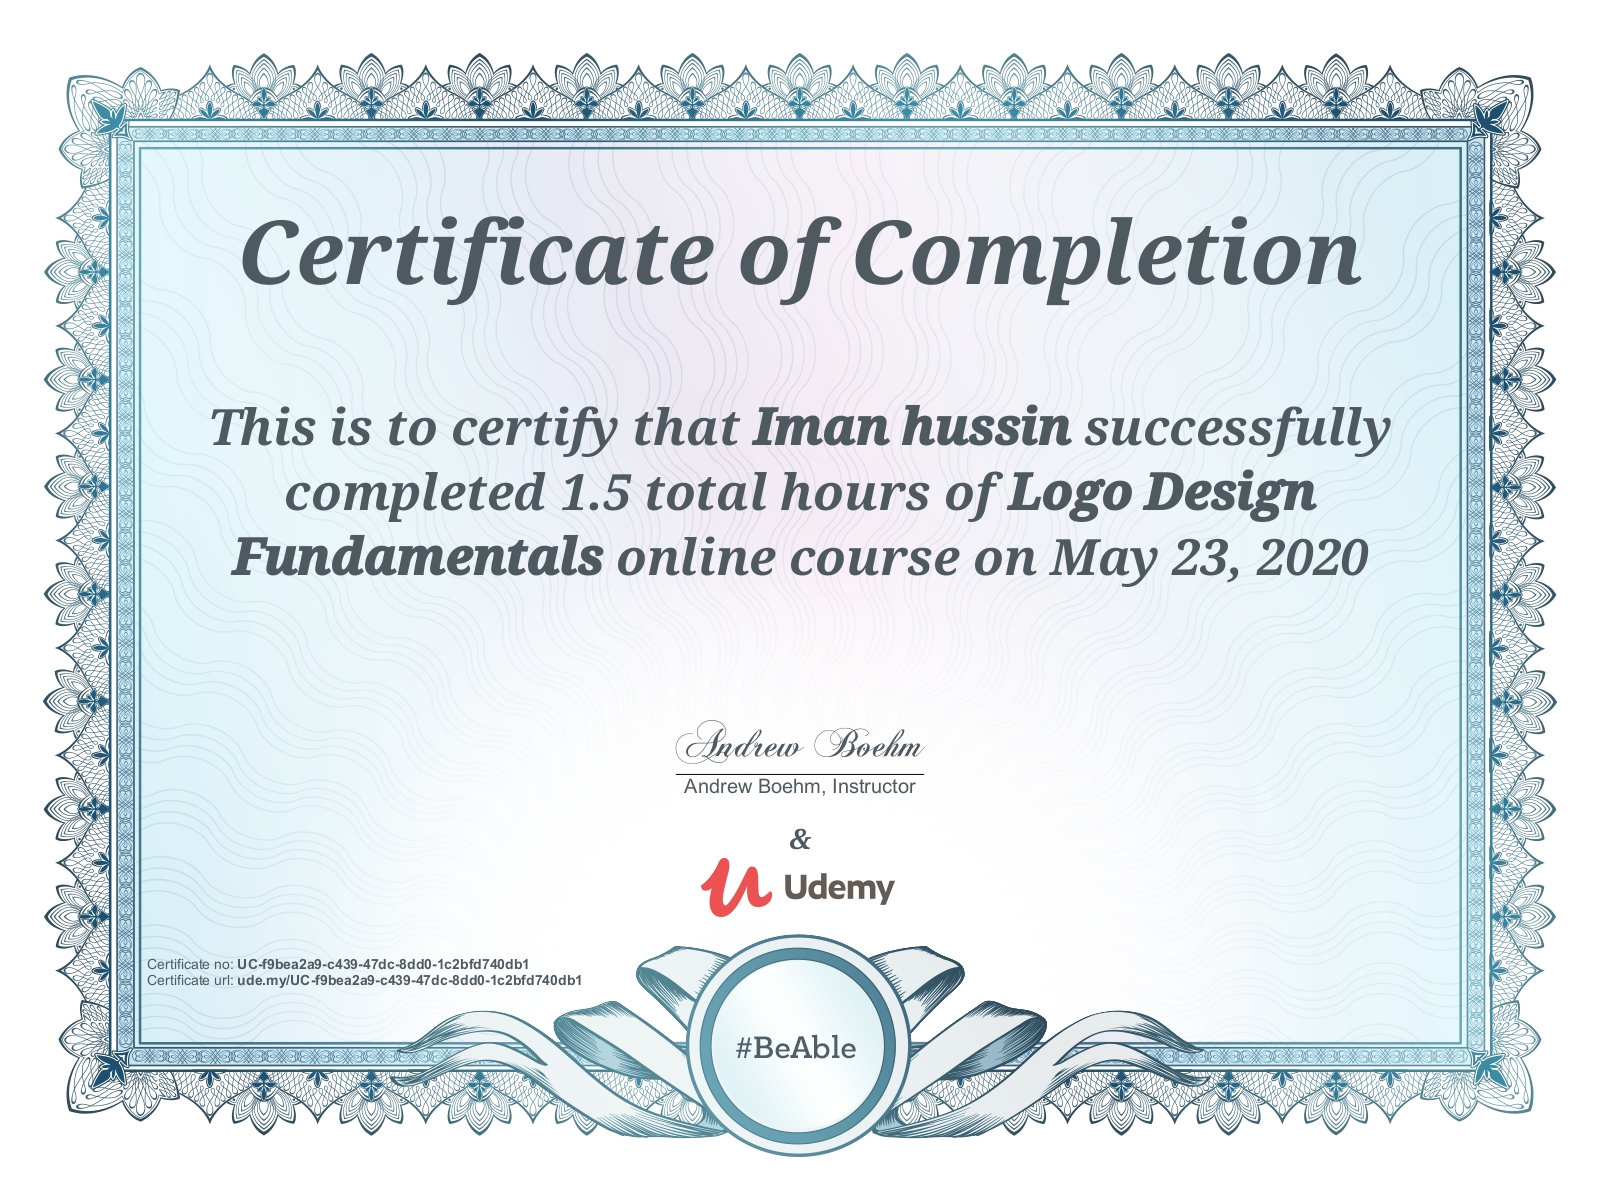 Certificate of Completion
This is to certify that Iman hussin successfully
completed 1.5 total hours of Logo Design
Fundamentals online course on May 23, 2020
Andrew Boehm
Andrew Boehm, Instructor
&
Udemy
Certificate no: UC-f9bea2a9-c439-47dc-8dd0-1c2bfd740db1
Certificate url: ude.my/UC-f9bea2a9-c439-47dc-8dd0-1c2bfd740db1
#BeAble